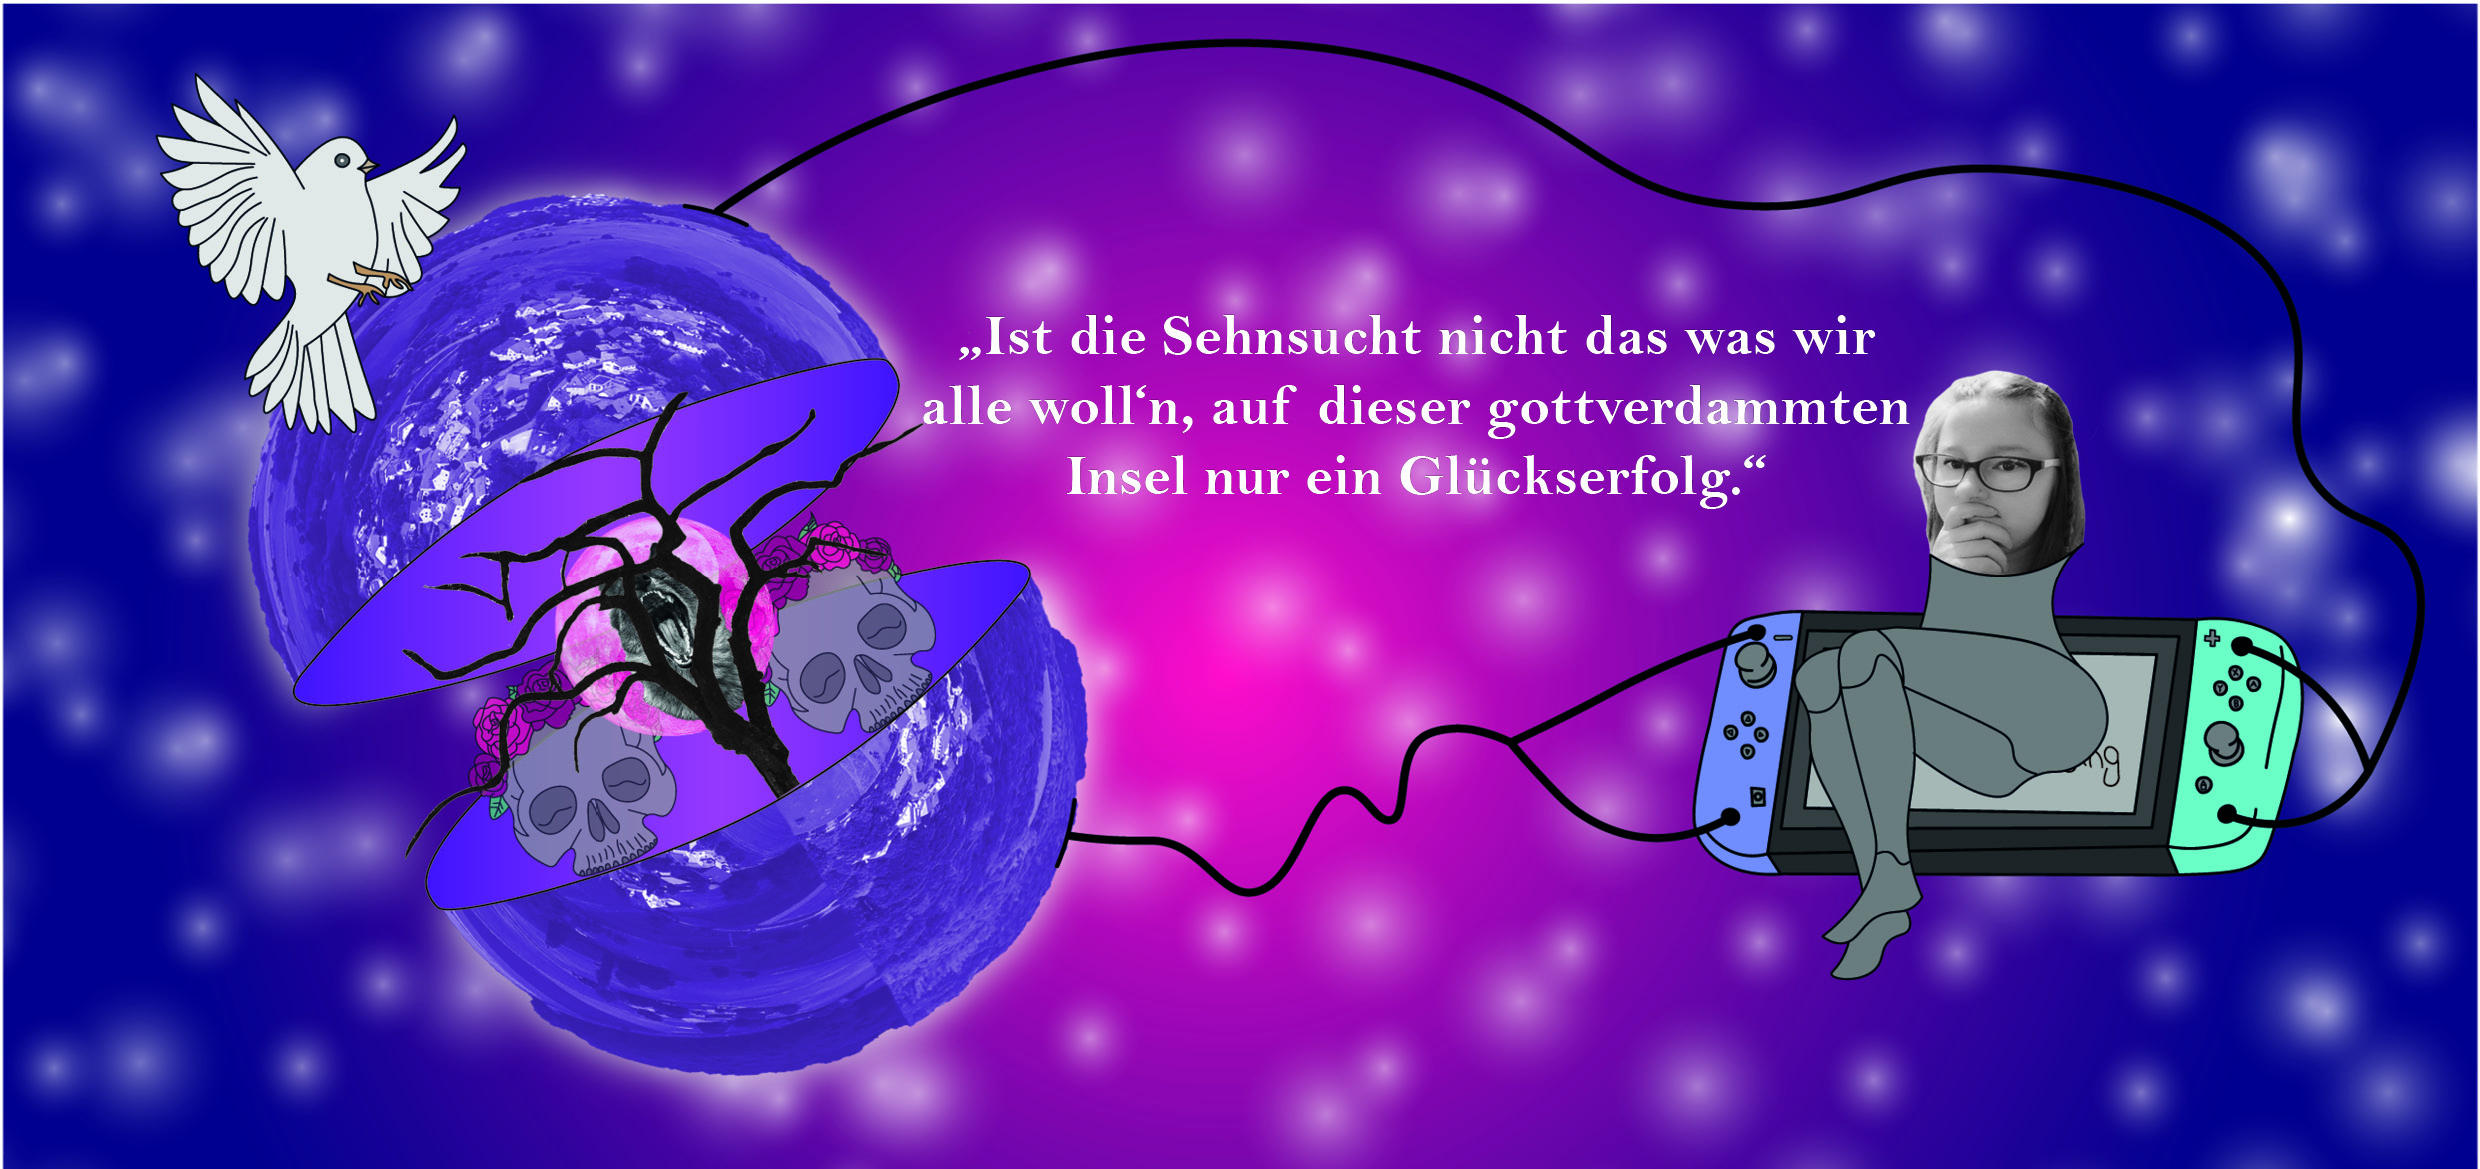 „Ist die Sehnsucht nicht das was wir
alle woll‘n, auf dieser gottverdammten
Insel nur ein Glückserfolg.“